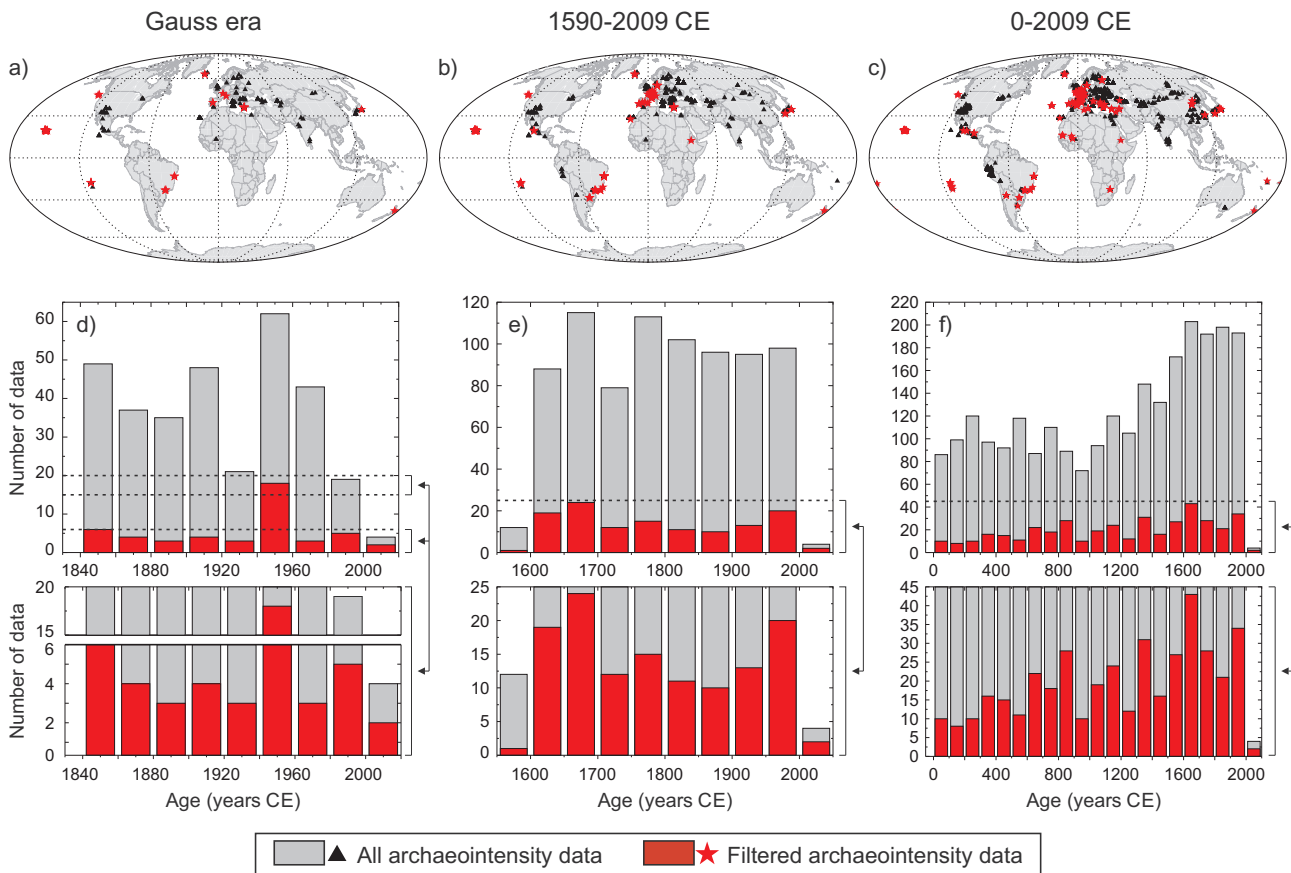 Gauss era
1590-2009 CE
0-2009 CE
a)
b)
c)
d)
60
50
40
30
20
10
0
Number of data
1840 1880 1920 1960 2000
e)
120
100
80
60
40
20
0
1600 1700 1800 1900 2000
f)
220
200
180
160
140
120
100
80
60
40
20
0
0 400 800 1200 1600 2000
20
15
6
4
2
0
Number of data
1840 1880 1920 1960 2000
Age (years CE)
25
20
15
10
5
0
1600 1700 1800 1900 2000
Age (years CE)
45
40
35
30
25
20
15
10
5
0
0 400 800 1200 1600 2000
Age (years CE)
All archaeointensity data
Filtered archaeointensity data